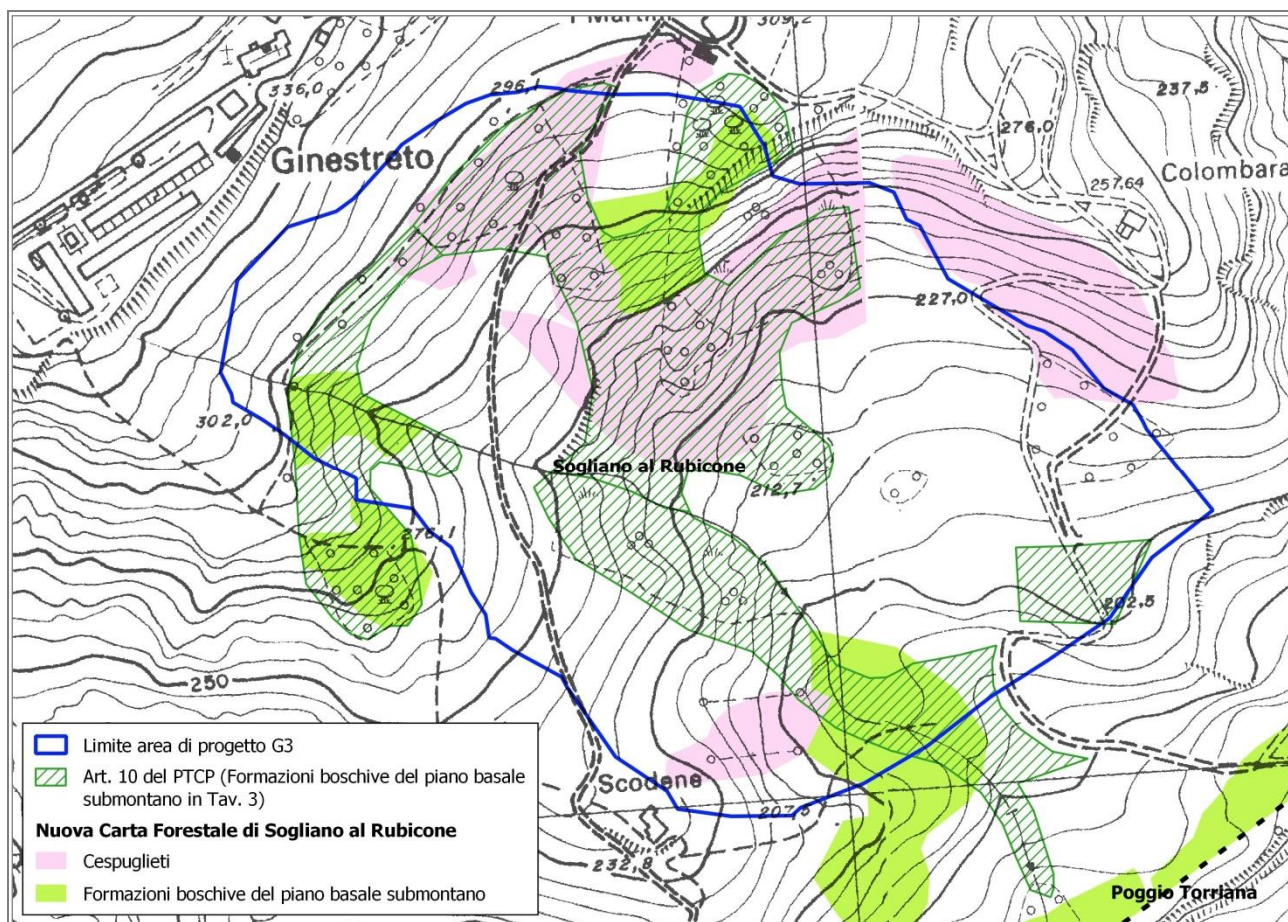 309,2
296,1
237,5
336,0
276,0
Ginestreto
257,64
Colombara
227,0
302,0
Sogliano al Rubicone
212,7
276,1
202,5
250
Limite area di progetto G3
Art. 10 del PTCP (Formazioni boschive del piano basale
submontano in Tav. 3)
Nuova Carta Forestale di Sogliano al Rubicone
Cespuglieti
Formazioni boschive del piano basale submontano
Scodene
207,5
232,8
Poggio Torriana